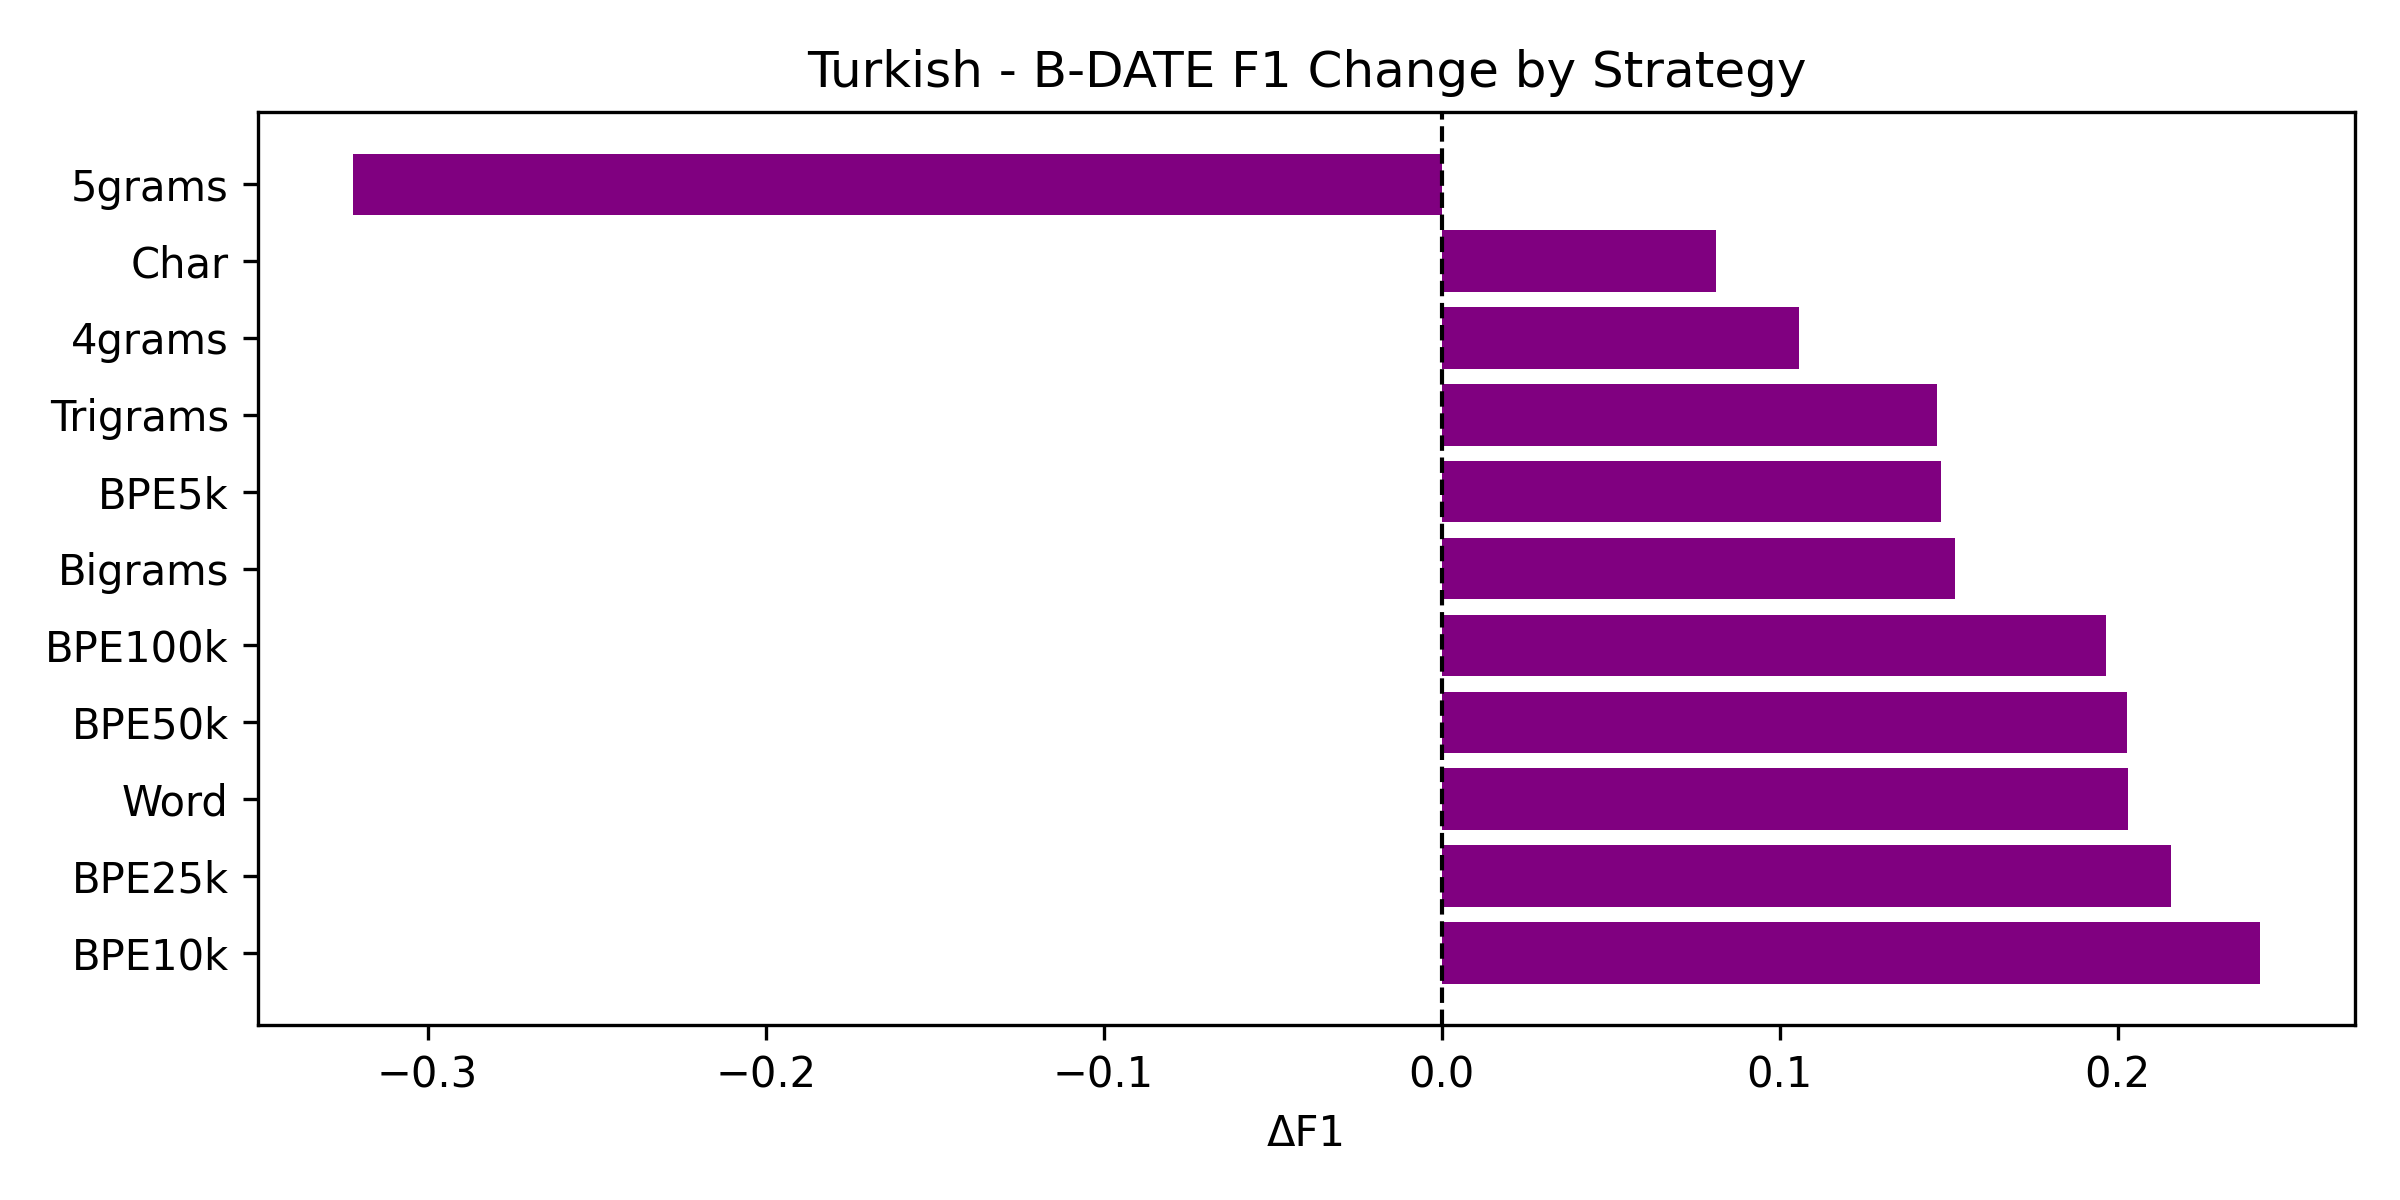 Turkish - B-DATE F1 Change by Strategy
5grams
Char
4grams
Trigrams
BPE5k
Bigrams
BPE100k
BPE50k
Word
BPE25k
BPE10k
−0.3 −0.2 −0.1 0.0 0.1 0.2
ΔF1